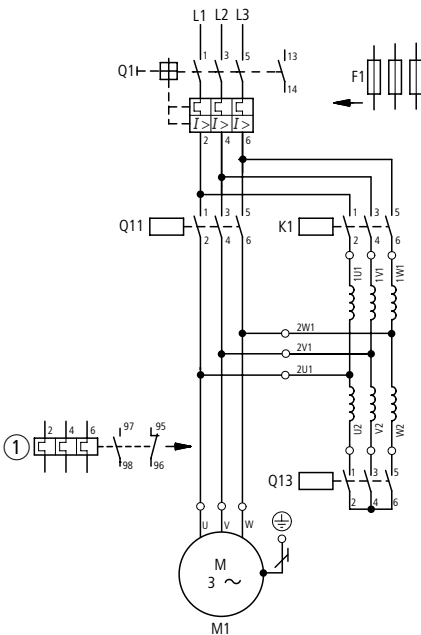 L1 L2 L3
1 3 5 13
Q1
14
F1
I> I> I>
2 4 6
1 3 5
Q11
2 4 6
1 3 5
K1
2 4 6
1U1 1V1 1W1
2W1
2V1
2U1
U2 V2 W2
1 2 4 6 97 95
98 96
1 3 5
Q13
2 4 6
U V W
M
3 ~
M1